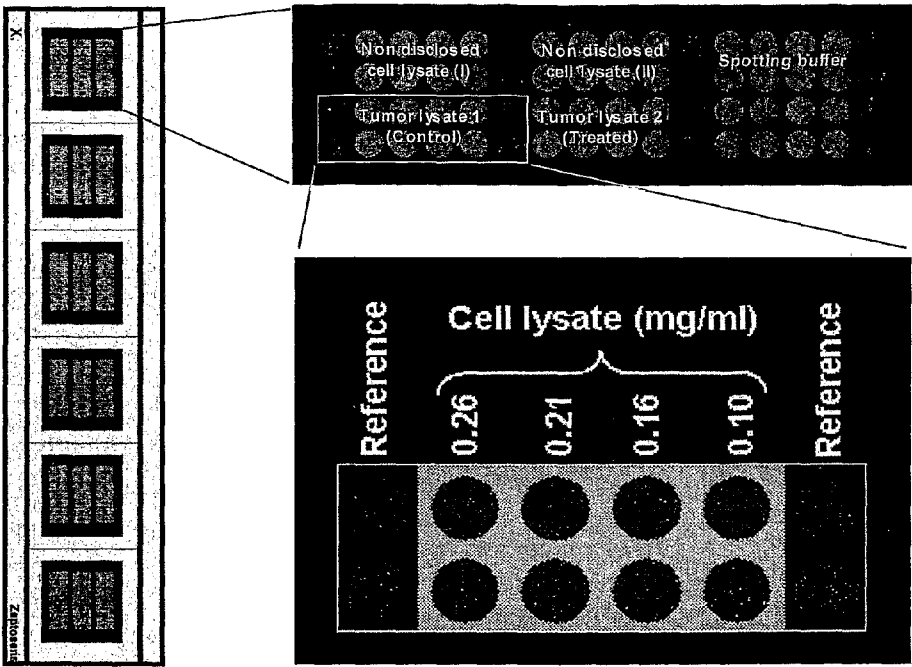 X:
Zeptosens
Non disclosed
cell lysate (I)
Non disclosed
cell lysate (II)
Spotting buffer
Tumor lysate 1
(Control)
Tumor lysate 2
(Treated)
Cell lysate (mg/ml)
Reference
0.26
0.21
0.16
0.10
Reference